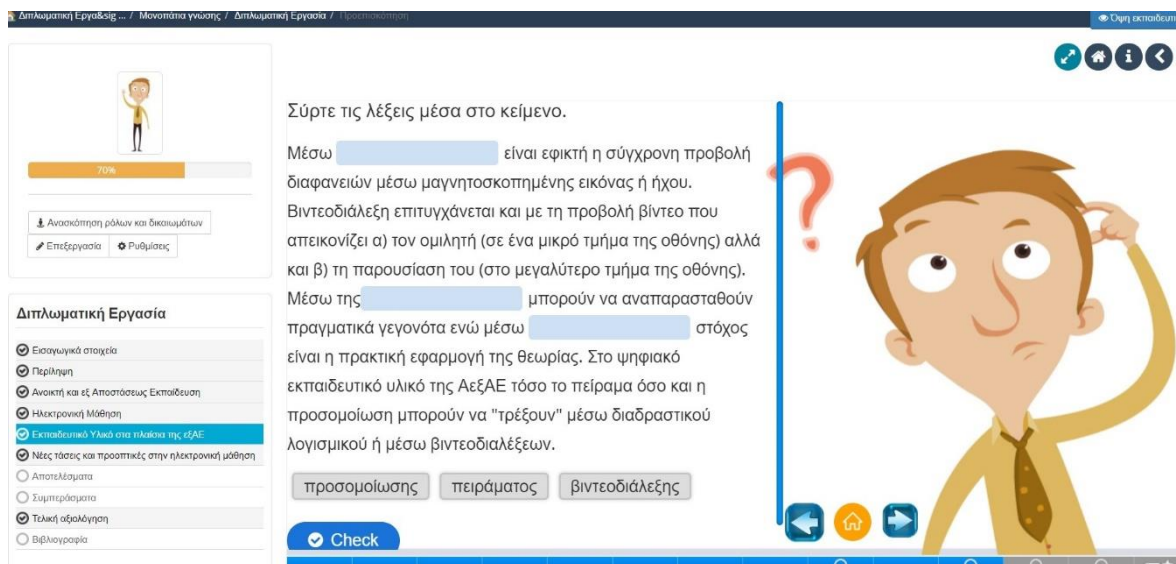 Διπλωματική Εργα&sig ... / Μονοπάτια γνώσης / Διπλωματική Εργασία / Προεπισκόπηση
Όψη εκπαιδευτι
70%
Ανασκόπηση ρόλων και δικαιωμάτων
Επεξεργασία Ρυθμίσεις
Διπλωματική Εργασία
Εισαγωγικά στοιχεία
Περίληψη
Ανοικτή και εξ Αποστάσεως Εκπαίδευση
Ηλεκτρονική Μάθηση
Εκπαιδευτικό Υλικό στα πλαίσια της εξΑΕ
Νέες τάσεις και προοπτικές στην ηλεκτρονική μάθηση
Αποτελέσματα
Συμπεράσματα
Τελική αξιολόγηση
Βιβλιογραφία
Σύρτε τις λέξεις μέσα στο κείμενο.
Μέσω είναι εφικτή η σύγχρονη προβολή
διαφανειών μέσω μαγνητοσκοπημένης εικόνας ή ήχου.
Βιντεοδιάλεξη επιτυγχάνεται και με τη προβολή βίντεο που
απεικονίζει α) τον ομιλητή (σε ένα μικρό τμήμα της οθόνης) αλλά
και β) τη παρουσίαση του (στο μεγαλύτερο τμήμα της οθόνης).
Μέσω της μπορούν να αναπαρασταθούν
πραγματικά γεγονότα ενώ μέσω στόχος
είναι η πρακτική εφαρμογή της θεωρίας. Στο ψηφιακό
εκπαιδευτικό υλικό της ΑεξΑΕ τόσο το πείραμα όσο και η
προσομοίωση μπορούν να "τρέξουν" μέσω διαδραστικού
λογισμικού ή μέσω βιντεοδιαλέξεων.
προσομοίωσης πειράματος βιντεοδιάλεξης
Check
?